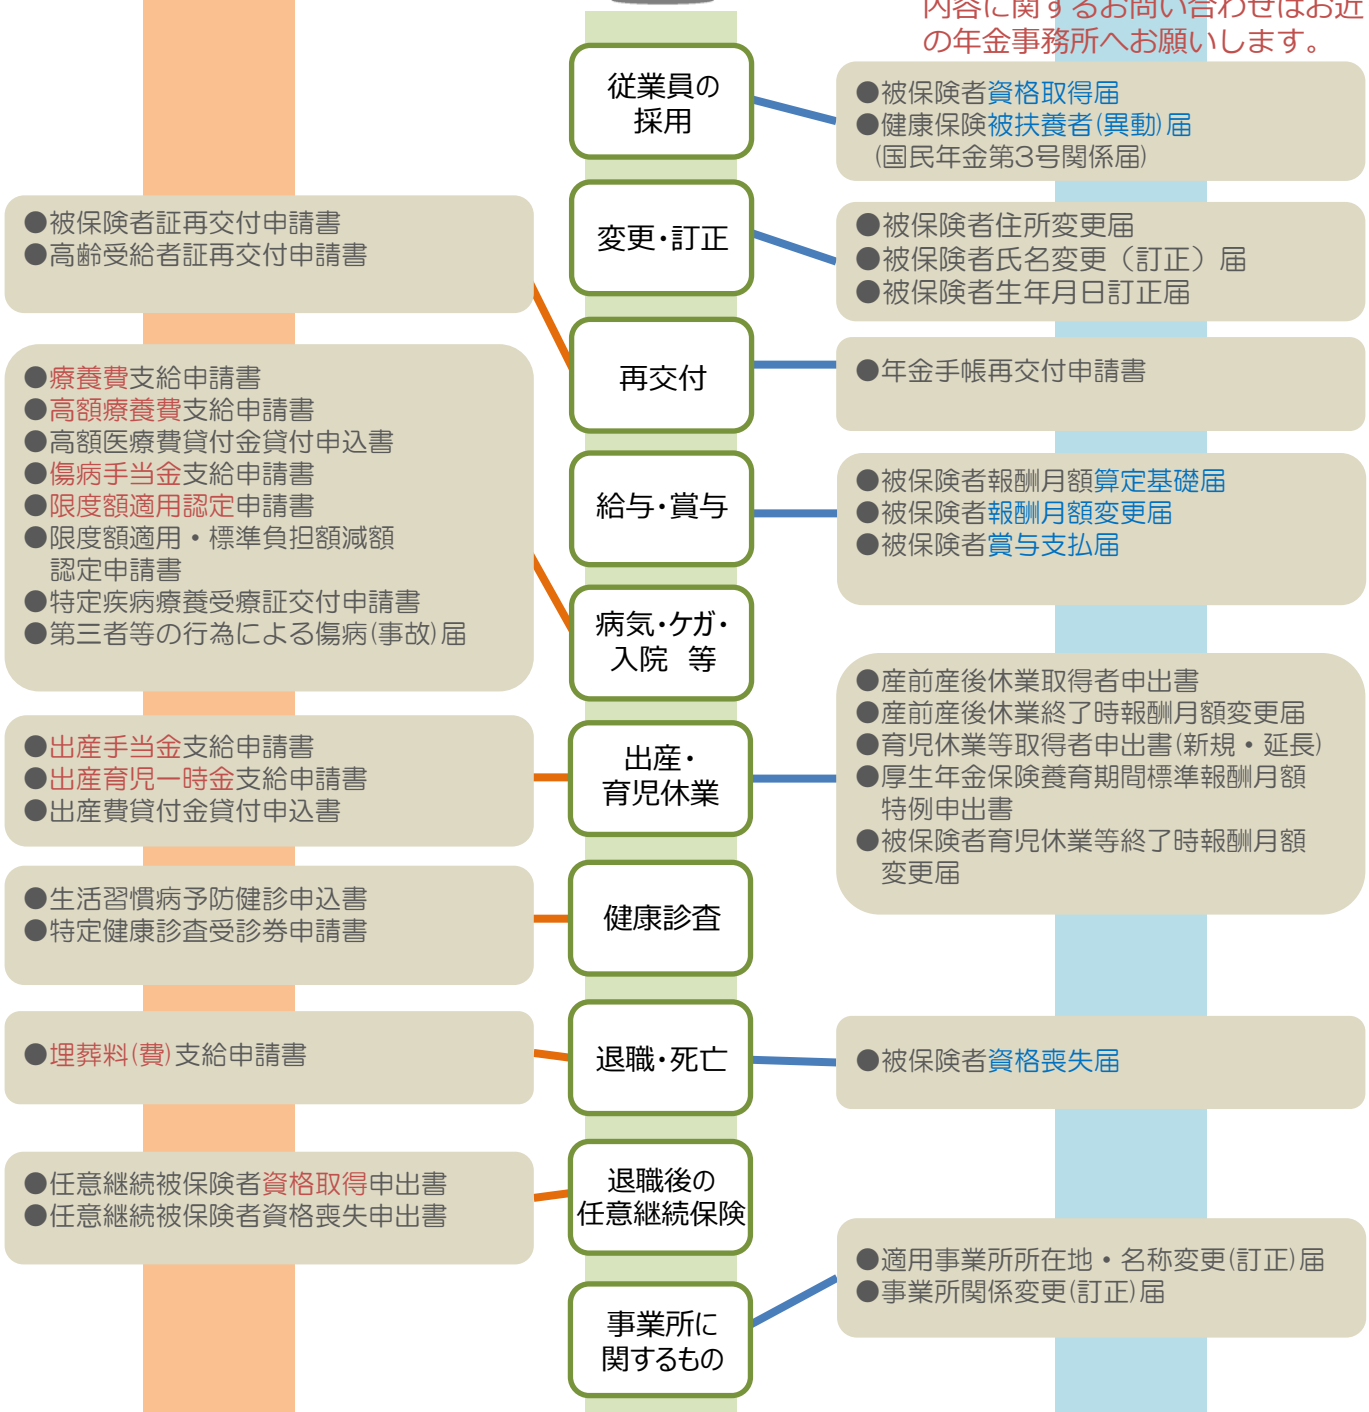 内容に関するお問い合わせはお近
の年金事務所へお願いします。
従業員の
採用
●被保険者資格取得届
●健康保険被扶養者(異動)届
(国民年金第3号関係届)
●被保険者証再交付申請書
●高齢受給者証再交付申請書
変更・訂正
●被保険者住所変更届
●被保険者氏名変更（訂正）届
●被保険者生年月日訂正届
再交付
●年金手帳再交付申請書
●療養費支給申請書
●高額療養費支給申請書
●高額医療費貸付金貸付申込書
●傷病手当金支給申請書
●限度額適用認定申請書
●限度額適用・標準負担額減額
認定申請書
●特定疾病療養受療証交付申請書
●第三者等の行為による傷病(事故)届
給与・賞与
●被保険者報酬月額算定基礎届
●被保険者報酬月額変更届
●被保険者賞与支払届
病気・ケガ・
入院 等
●出産手当金支給申請書
●出産育児一時金支給申請書
●出産費貸付金貸付申込書
出産・
育児休業
●産前産後休業取得者申出書
●産前産後休業終了時報酬月額変更届
●育児休業等取得者申出書(新規・延長)
●厚生年金保険養育期間標準報酬月額
特例申出書
●被保険者育児休業等終了時報酬月額
変更届
●生活習慣病予防健診申込書
●特定健康診査受診券申請書
健康診査
●埋葬料(費)支給申請書
退職・死亡
●被保険者資格喪失届
●任意継続被保険者資格取得申出書
●任意継続被保険者資格喪失申出書
退職後の
任意継続保険
●適用事業所所在地・名称変更(訂正)届
●事業所関係変更(訂正)届
事業所に
関するもの